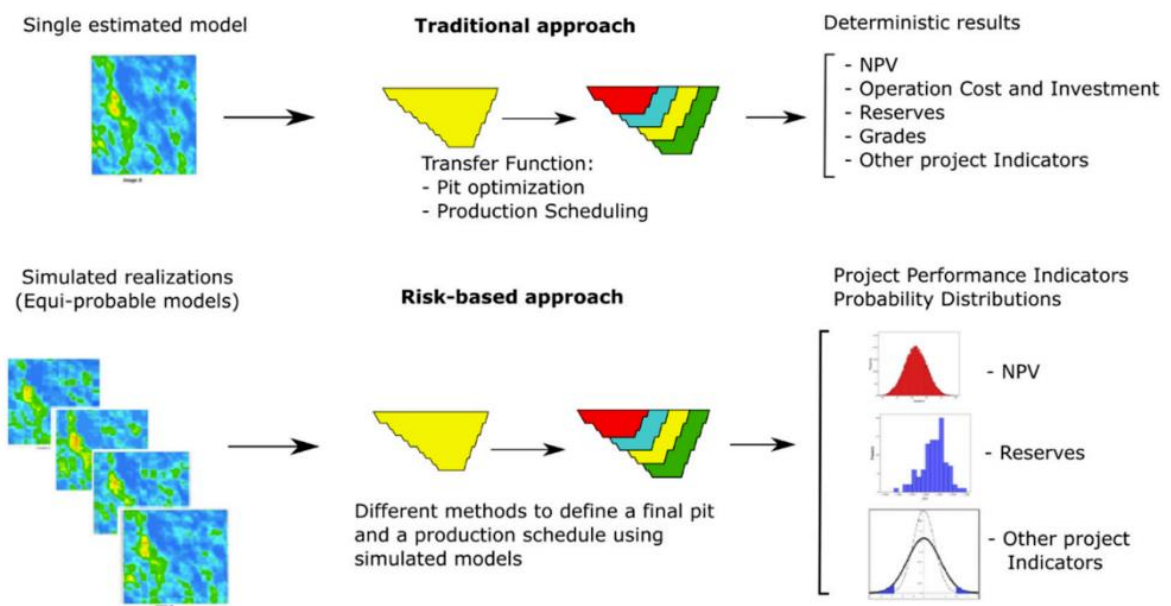 Single estimated model
Traditional approach
Deterministic results
- NPV
- Operation Cost and Investment
- Reserves
- Grades
- Other project Indicators
Transfer Function:
- Pit optimization
- Production Scheduling
Simulated realizations
(Equi-probable models)
Risk-based approach
Project Performance Indicators
Probability Distributions
- NPV
- Reserves
- Other project
Indicators
Different methods to define a final pit
and a production schedule using
simulated models